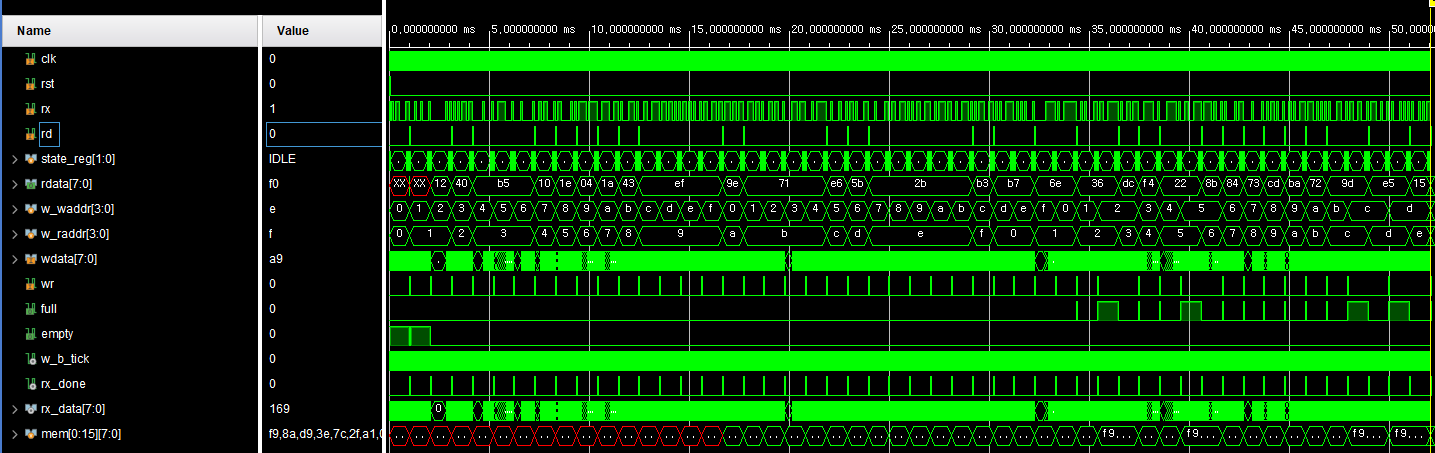 Name Value
0,000000000 ms 5,000000000 ms 10,000000000 ms 15,000000000 ms 20,000000000 ms 25,000000000 ms 30,000000000 ms 35,000000000 ms 40,000000000 ms 45,000000000 ms 50,00000
clk 0
rst 0
rx 1
rd 0
state_reg[1:0] IDLE
rdata[7:0] f0 XX XX 12 40 b5 10 1e 04 1a 43 ef 9e 71 e6 5b 2b b3 b7 6e 36 dc f4 22 8b 84 73 cd ba 72 9d e5 15
w_waddr[3:0] e 0 1 2 3 4 5 6 7 8 9 a b c d e f 0 1 2 3 4 5 6 7 8 9 a b c d e f 0 1 2 3 4 5 6 7 8 9 a b c d
w_raddr[3:0] f 0 1 2 3 4 5 6 7 8 9 a b c d e f 0 1 2 3 4 5 6 7 8 9 a b c d e
wdata[7:0] a9
wr 0
full 0
empty 0
w_b_tick 0
rx_done 0
rx_data[7:0] 169 0
mem[0:15][7:0] f9,8a,d9,3e,7c,2f,a1, f9... f9... f9... f9...